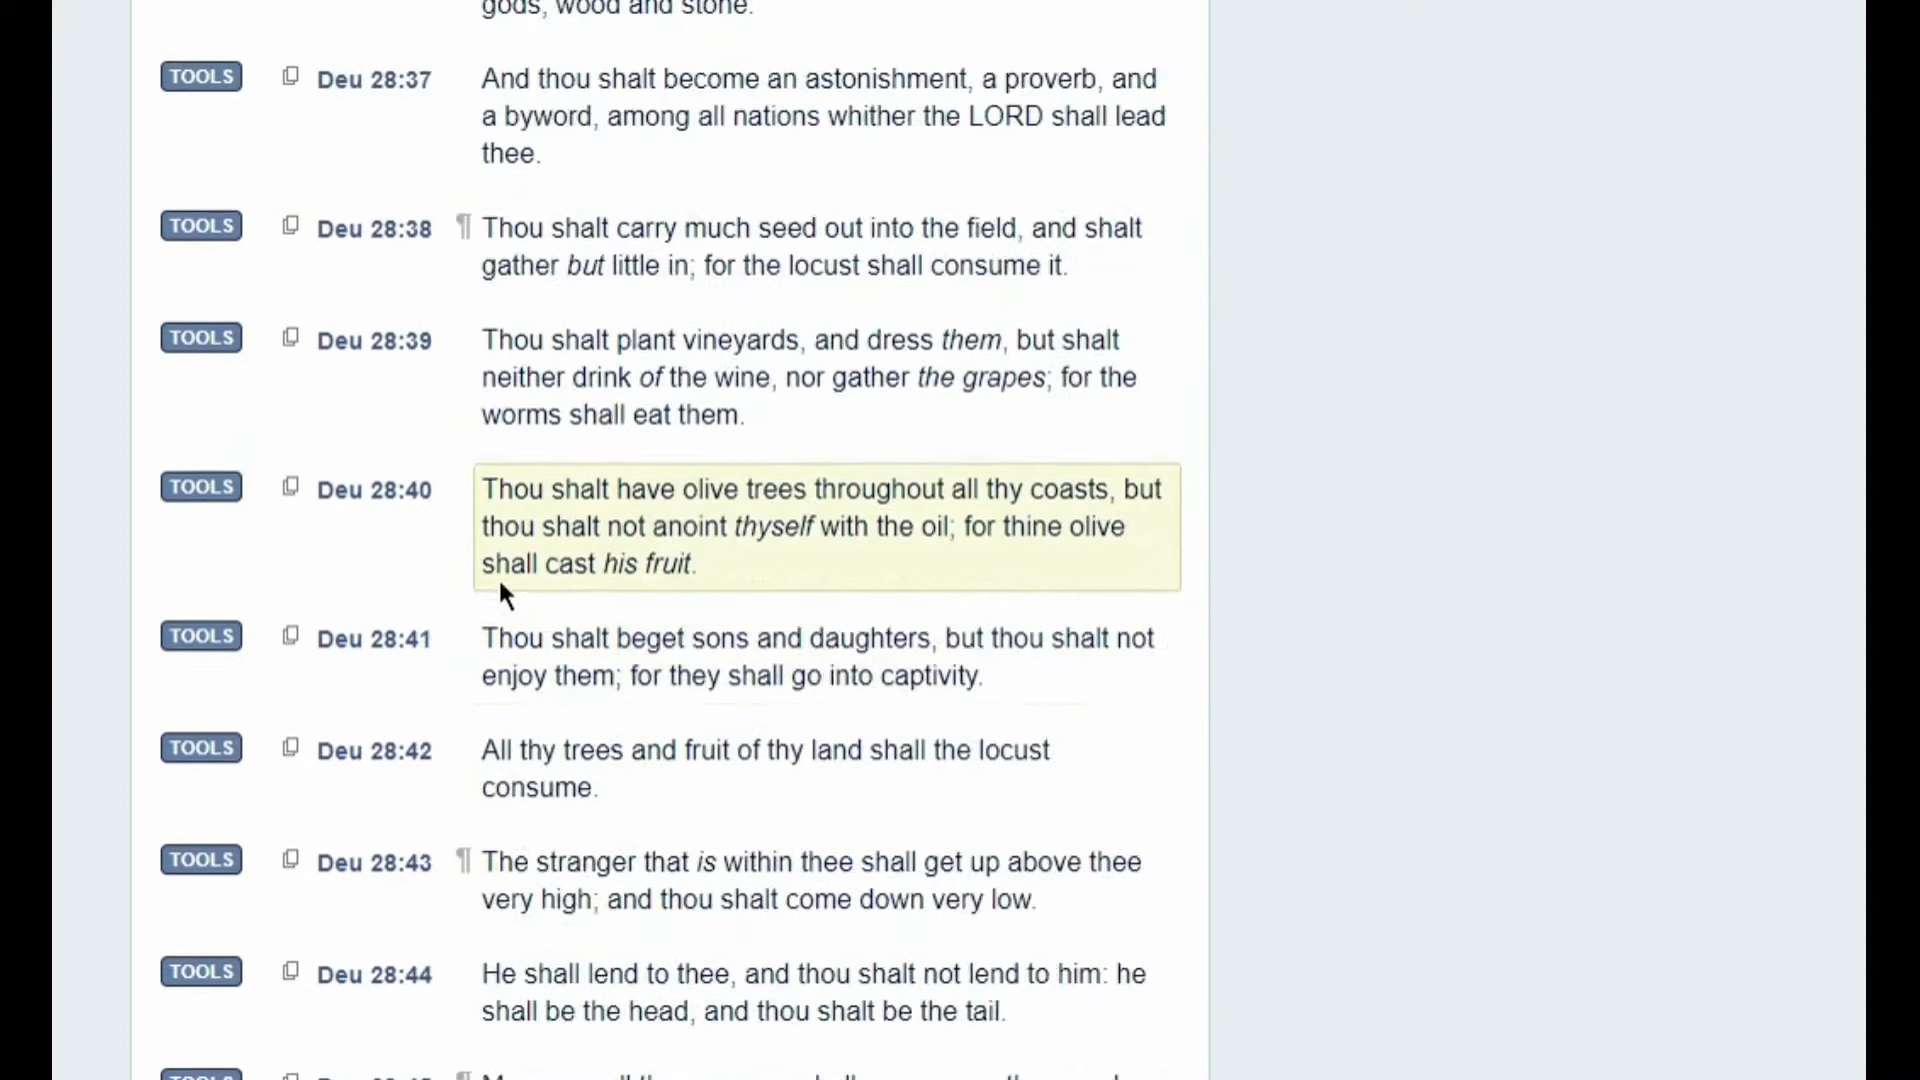 gods, wood and stone.
TOOLS Deu 28:37 And thou shalt become an astonishment, a proverb, and
a byword, among all nations whither the LORD shall lead
thee.
TOOLS Deu 28:38 ¶ Thou shalt carry much seed out into the field, and shalt
gather but little in; for the locust shall consume it.
TOOLS Deu 28:39 Thou shalt plant vineyards, and dress them, but shalt
neither drink of the wine, nor gather the grapes; for the
worms shall eat them.
TOOLS Deu 28:40 Thou shalt have olive trees throughout all thy coasts, but
thou shalt not anoint thyself with the oil; for thine olive
shall cast his fruit.
TOOLS Deu 28:41 Thou shalt beget sons and daughters, but thou shalt not
enjoy them; for they shall go into captivity.
TOOLS Deu 28:42 All thy trees and fruit of thy land shall the locust
consume.
TOOLS Deu 28:43 ¶ The stranger that is within thee shall get up above thee
very high; and thou shalt come down very low.
TOOLS Deu 28:44 He shall lend to thee, and thou shalt not lend to him: he
shall be the head, and thou shalt be the tail.
TOOLS